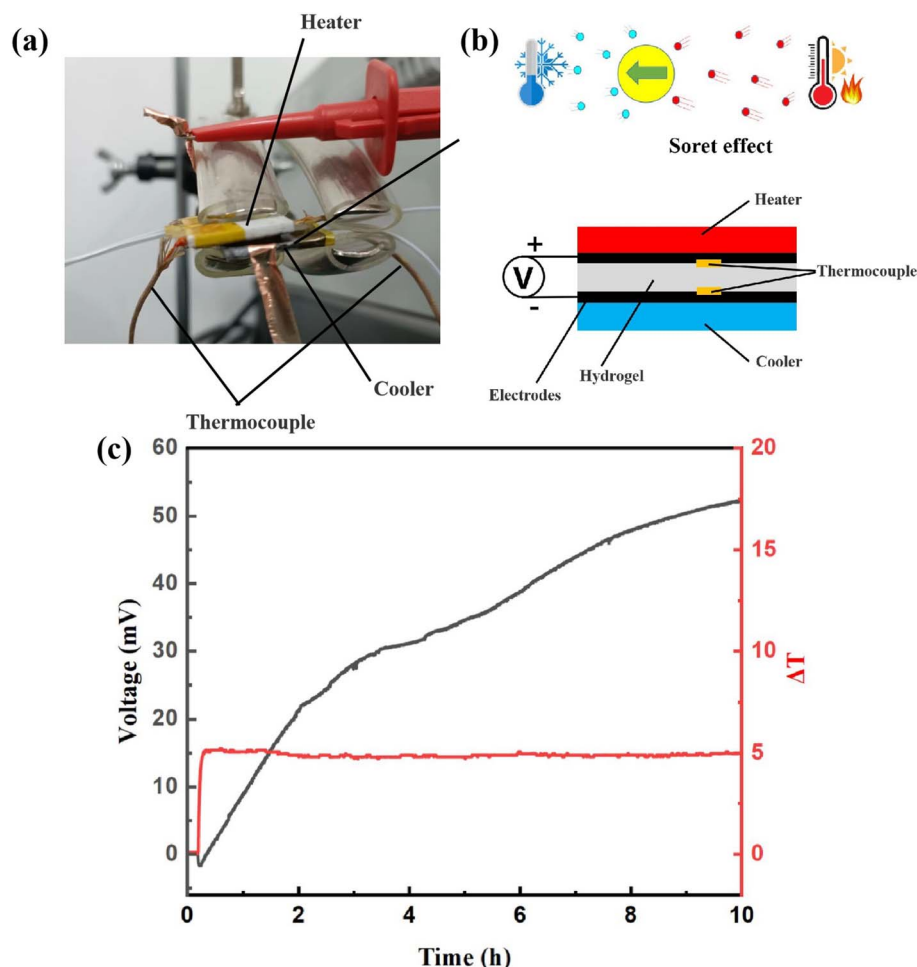 (a)
Heater
Cooler
Thermocouple
(b)
Soret effect
Heater
+
V
-
Thermocouple
Cooler
Hydrogel
Electrodes
(c)
60
50
40
30
20
10
0
Voltage (mV)
20
15
10
5
0
ΔT
0
2
4
6
8
10
Time (h)